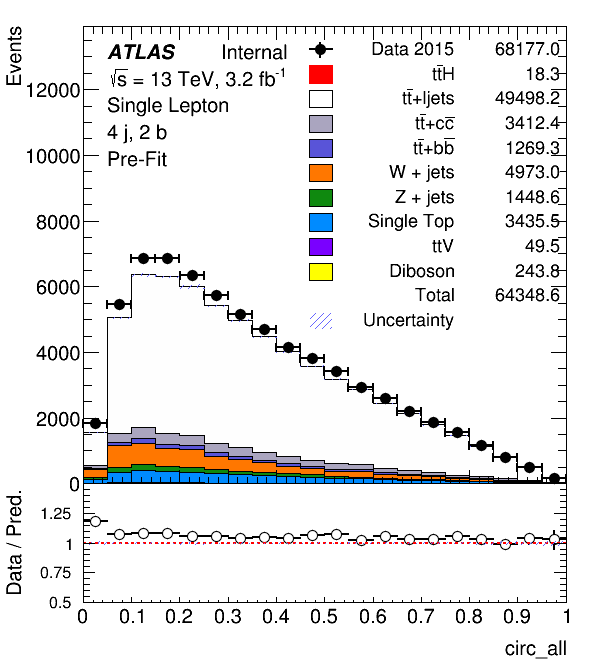 Events
ATLAS Internal
√s = 13 TeV, 3.2 fb⁻¹
Single Lepton
4 j, 2 b
Pre-Fit
Data 2015 68177.0
tt̄H 18.3
tt̄+ljets 49498.2
tt̄+cc̄ 3412.4
tt̄+bb̄ 1269.3
W + jets 4973.0
Z + jets 1448.6
Single Top 3435.5
ttV 49.5
Diboson 243.8
Total 64348.6
Uncertainty
12000
10000
8000
6000
4000
2000
0
Data / Pred.
1.25
1
0.75
0.5
0 0.1 0.2 0.3 0.4 0.5 0.6 0.7 0.8 0.9 1
circ_all